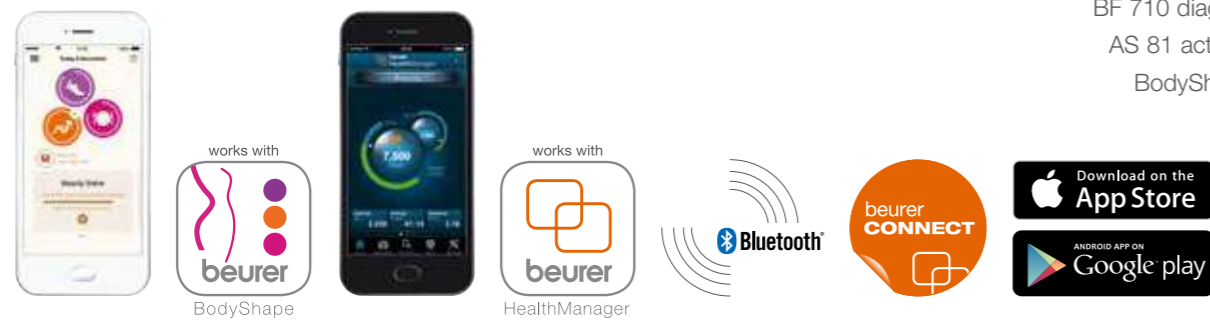 BF 710 diag
AS 81 act
BodySh
works with
beurer
BodyShape
7,500
works with
beurer
HealthManager
Bluetooth®
beurer
CONNECT
Download on the
App Store
ANDROID APP ON
Google play